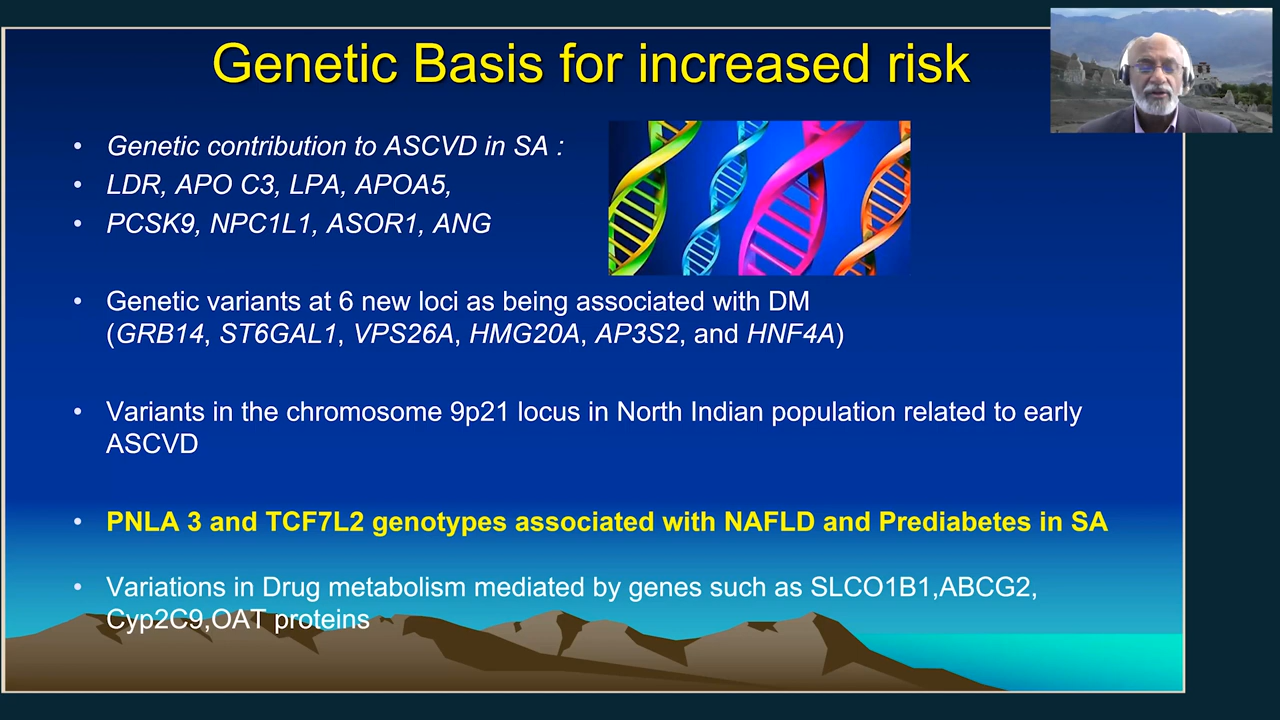 Genetic Basis for increased risk
• Genetic contribution to ASCVD in SA :
• LDR, APO C3, LPA, APOA5,
• PCSK9, NPC1L1, ASOR1, ANG
• Genetic variants at 6 new loci as being associated with DM
(GRB14, ST6GAL1, VPS26A, HMG20A, AP3S2, and HNF4A)
• Variants in the chromosome 9p21 locus in North Indian population related to early
ASCVD
• PNLA 3 and TCF7L2 genotypes associated with NAFLD and Prediabetes in SA
• Variations in Drug metabolism mediated by genes such as SLCO1B1,ABCG2,
Cyp2C9,OAT proteins